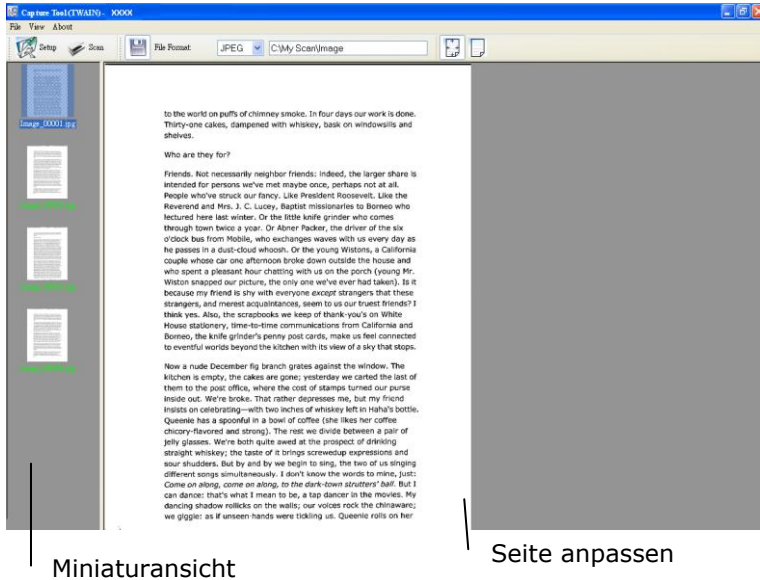 Capture Tool(TWAIN) - XXXX
File View About
Setup Scan File Format JPEG C:\My Scan\Image
Image_00001.jpg
to the world on puffs of chimney smoke. In four days our work is done.
Thirty-one cakes, dampened with whiskey, bask on windowsills and
shelves.
Who are they for?
Friends. Not necessarily neighbor friends: indeed, the larger share is
intended for persons we've met maybe once, perhaps not at all.
People who've struck our fancy. Like President Roosevelt. Like the
Reverend and Mrs. J. C. Lucey, Baptist missionaries to Borneo who
lectured here last winter. Or the little knife grinder who comes
through town twice a year. Or Abner Packer, the driver of the six
o'clock bus from Mobile, who exchanges waves with us every day as
he passes in a dust-cloud whoosh. Or the young Wistons, a California
couple whose car one afternoon broke down outside the house and
who spent a pleasant hour chatting with us on the porch (young Mr.
Wiston snapped our picture, the only one we've ever had taken). Is it
because my friend is shy with everyone except strangers that these
strangers, and merest acquaintances, seem to us our truest friends? I
think yes. Also, the scrapbooks we keep of thank-you's on White
House stationery, time-to-time communications from California and
Borneo, the knife grinder's penny post cards, make us feel connected
to eventful worlds beyond the kitchen with its view of a sky that stops.
Now a nude December fig branch grates against the window. The
kitchen is empty, the cakes are gone; yesterday we carted the last of
them to the post office, where the cost of stamps turned our purse
inside out. We're broke. That rather depresses me, but my friend
insists on celebrating—with two inches of whiskey left in Haha's bottle.
Queenie has a spoonful in a bowl of coffee (she likes her coffee
chicory-flavored and strong). The rest we divide between a pair of
jelly glasses. We're both quite awed at the prospect of drinking
straight whiskey; the taste of it brings screwedup expressions and
sour shudders. But by and by we begin to sing, the two of us singing
different songs simultaneously. I don't know the words to mine, just:
Come on along, come on along, to the dark-town strutters' ball. But I
can dance: that's what I mean to be, a tap dancer in the movies. My
dancing shadow rollicks on the walls; our voices rock the chinaware;
we giggle: as if unseen hands were tickling us. Queenie rolls on her
Miniaturansicht
Seite anpassen